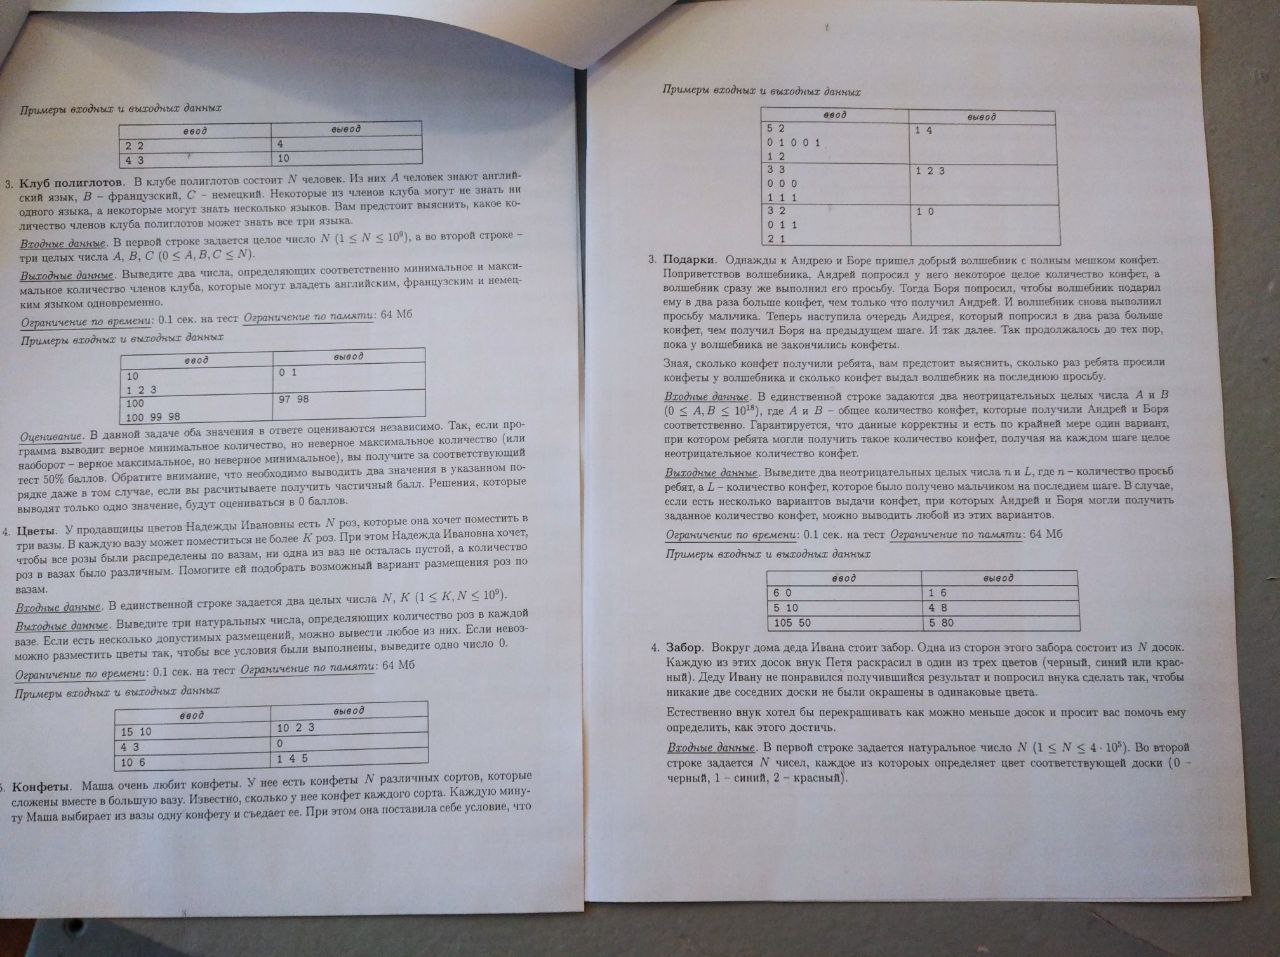 Примеры входных и выходных данных
ввод вывод
2 2 4
4 3 10
3. Клуб полиглотов. В клубе полиглотов состоит N человек. Из них A человек знают англий-
ский язык, B – французский, C – немецкий. Некоторые из членов клуба могут не знать ни
одного языка, а некоторые могут знать несколько языков. Вам предстоит выяснить, какое ко-
личество членов клуба полиглотов может знать все три языка.
Входные данные. В первой строке задается целое число N (1 ≤ N ≤ 10⁹), а во второй строке –
три целых числа A, B, C (0 ≤ A, B, C ≤ N).
Выходные данные. Выведите два числа, определяющих соответственно минимальное и макси-
мальное количество членов клуба, которые могут владеть английским, французским и немец-
ким языком одновременно.
Ограничение по времени: 0.1 сек. на тест Ограничение по памяти: 64 Мб
Примеры входных и выходных данных
ввод вывод
10 0 1
1 2 3
100 97 98
100 99 98
Оценивание. В данной задаче оба значения в ответе оцениваются независимо. Так, если про-
грамма выводит верное минимальное количество, но неверное максимальное количество (или
наоборот – верное максимальное, но неверное минимальное), вы получите за соответствующий
тест 50% баллов. Обратите внимание, что необходимо выводить два значения в указанном по-
рядке даже в том случае, если вы расчитываете получить частичный балл. Решения, которые
выводят только одно значение, будут оцениваться в 0 баллов.
4. Цветы. У продавщицы цветов Надежды Ивановны есть N роз, которые она хочет поместить в
три вазы. В каждую вазу может поместиться не более K роз. При этом Надежда Ивановна хочет,
чтобы все розы были распределены по вазам, ни одна из ваз не осталась пустой, а количество
роз в вазах было различным. Помогите ей подобрать возможный вариант размещения роз по
вазам.
Входные данные. В единственной строке задается два целых числа N, K (1 ≤ K, N ≤ 10⁹).
Выходные данные. Выведите три натуральных числа, определяющих количество роз в каждой
вазе. Если есть несколько допустимых размещений, можно вывести любое из них. Если невоз-
можно разместить цветы так, чтобы все условия были выполнены, выведите одно число 0.
Ограничение по времени: 0.1 сек. на тест Ограничение по памяти: 64 Мб
Примеры входных и выходных данных
ввод вывод
15 10 10 2 3
4 3 0
10 6 1 4 5
Конфеты. Маша очень любит конфеты. У нее есть конфеты N различных сортов, которые
сложены вместе в большую вазу. Известно, сколько у нее конфет каждого сорта. Каждую мину-
ту Маша выбирает из вазы одну конфету и съедает ее. При этом она поставила себе условие, что
Примеры входных и выходных данных
ввод вывод
5 2 1 4
0 1 0 0 1
1 2
3 3 1 2 3
0 0 0
1 1 1
3 2 1 0
0 1 1
2 1
3. Подарки. Однажды к Андрею и Боре пришел добрый волшебник с полным мешком конфет.
Поприветствов волшебника, Андрей попросил у него некоторое целое количество конфет, а
волшебник сразу же выполнил его просьбу. Тогда Боря попросил, чтобы волшебник подарил
ему в два раза больше конфет, чем только что получил Андрей. И волшебник снова выполнил
просьбу мальчика. Теперь наступила очередь Андрея, который попросил в два раза больше
конфет, чем получил Боря на предыдущем шаге. И так далее. Так продолжалось до тех пор,
пока у волшебника не закончились конфеты.
Зная, сколько конфет получили ребята, вам предстоит выяснить, сколько раз ребята просили
конфеты у волшебника и сколько конфет выдал волшебник на последнюю просьбу.
Входные данные. В единственной строке задаются два неотрицательных целых числа A и B
(0 ≤ A, B ≤ 10¹⁸), где A и B – общее количество конфет, которые получили Андрей и Боря
соответственно. Гарантируется, что данные корректны и есть по крайней мере один вариант,
при котором ребята могли получить такое количество конфет, получая на каждом шаге целое
неотрицательное количество конфет.
Выходные данные. Выведите два неотрицательных целых числа n и L, где n – количество просьб
ребят, а L – количество конфет, которое было получено мальчиком на последнем шаге. В случае,
если есть несколько вариантов выдачи конфет, при которых Андрей и Боря могли получить
заданное количество конфет, можно выводить любой из этих вариантов.
Ограничение по времени: 0.1 сек. на тест Ограничение по памяти: 64 Мб
Примеры входных и выходных данных
ввод вывод
6 0 1 6
5 10 4 8
105 50 5 80
4. Забор. Вокруг дома деда Ивана стоит забор. Одна из сторон этого забора состоит из N досок.
Каждую из этих досок внук Петя раскрасил в один из трех цветов (черный, синий или крас-
ный). Деду Ивану не понравился получившийся результат и попросил внука сделать так, чтобы
никакие две соседних доски не были окрашены в одинаковые цвета.
Естественно внук хотел бы перекрашивать как можно меньше досок и просит вас помочь ему
определить, как этого достичь.
Входные данные. В первой строке задается натуральное число N (1 ≤ N ≤ 4 · 10⁵). Во второй
строке задается N чисел, каждое из которых определяет цвет соответствующей доски (0 –
черный, 1 – синий, 2 – красный).